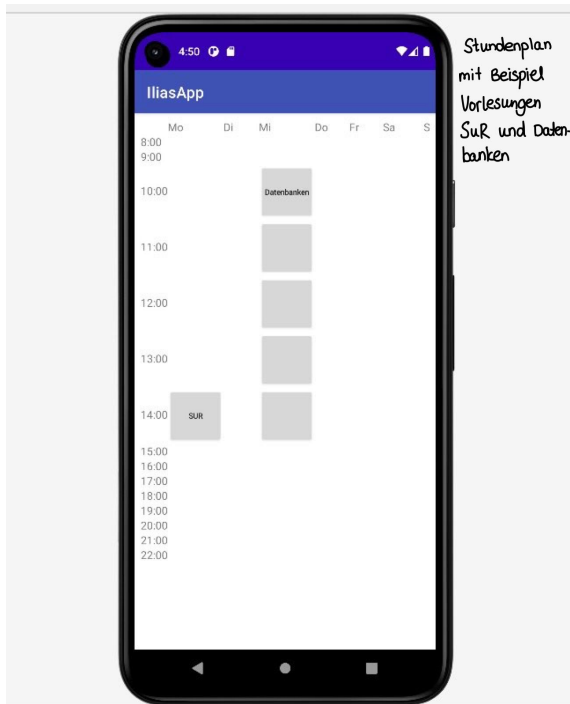 4:50
IliasApp
Mo Di Mi Do Fr Sa S
8:00
9:00
10:00 Datenbanken
11:00
12:00
13:00
14:00 SUR
15:00
16:00
17:00
18:00
19:00
20:00
21:00
22:00
Stundenplan
mit Beispiel
Vorlesungen
SuR und Daten-
banken